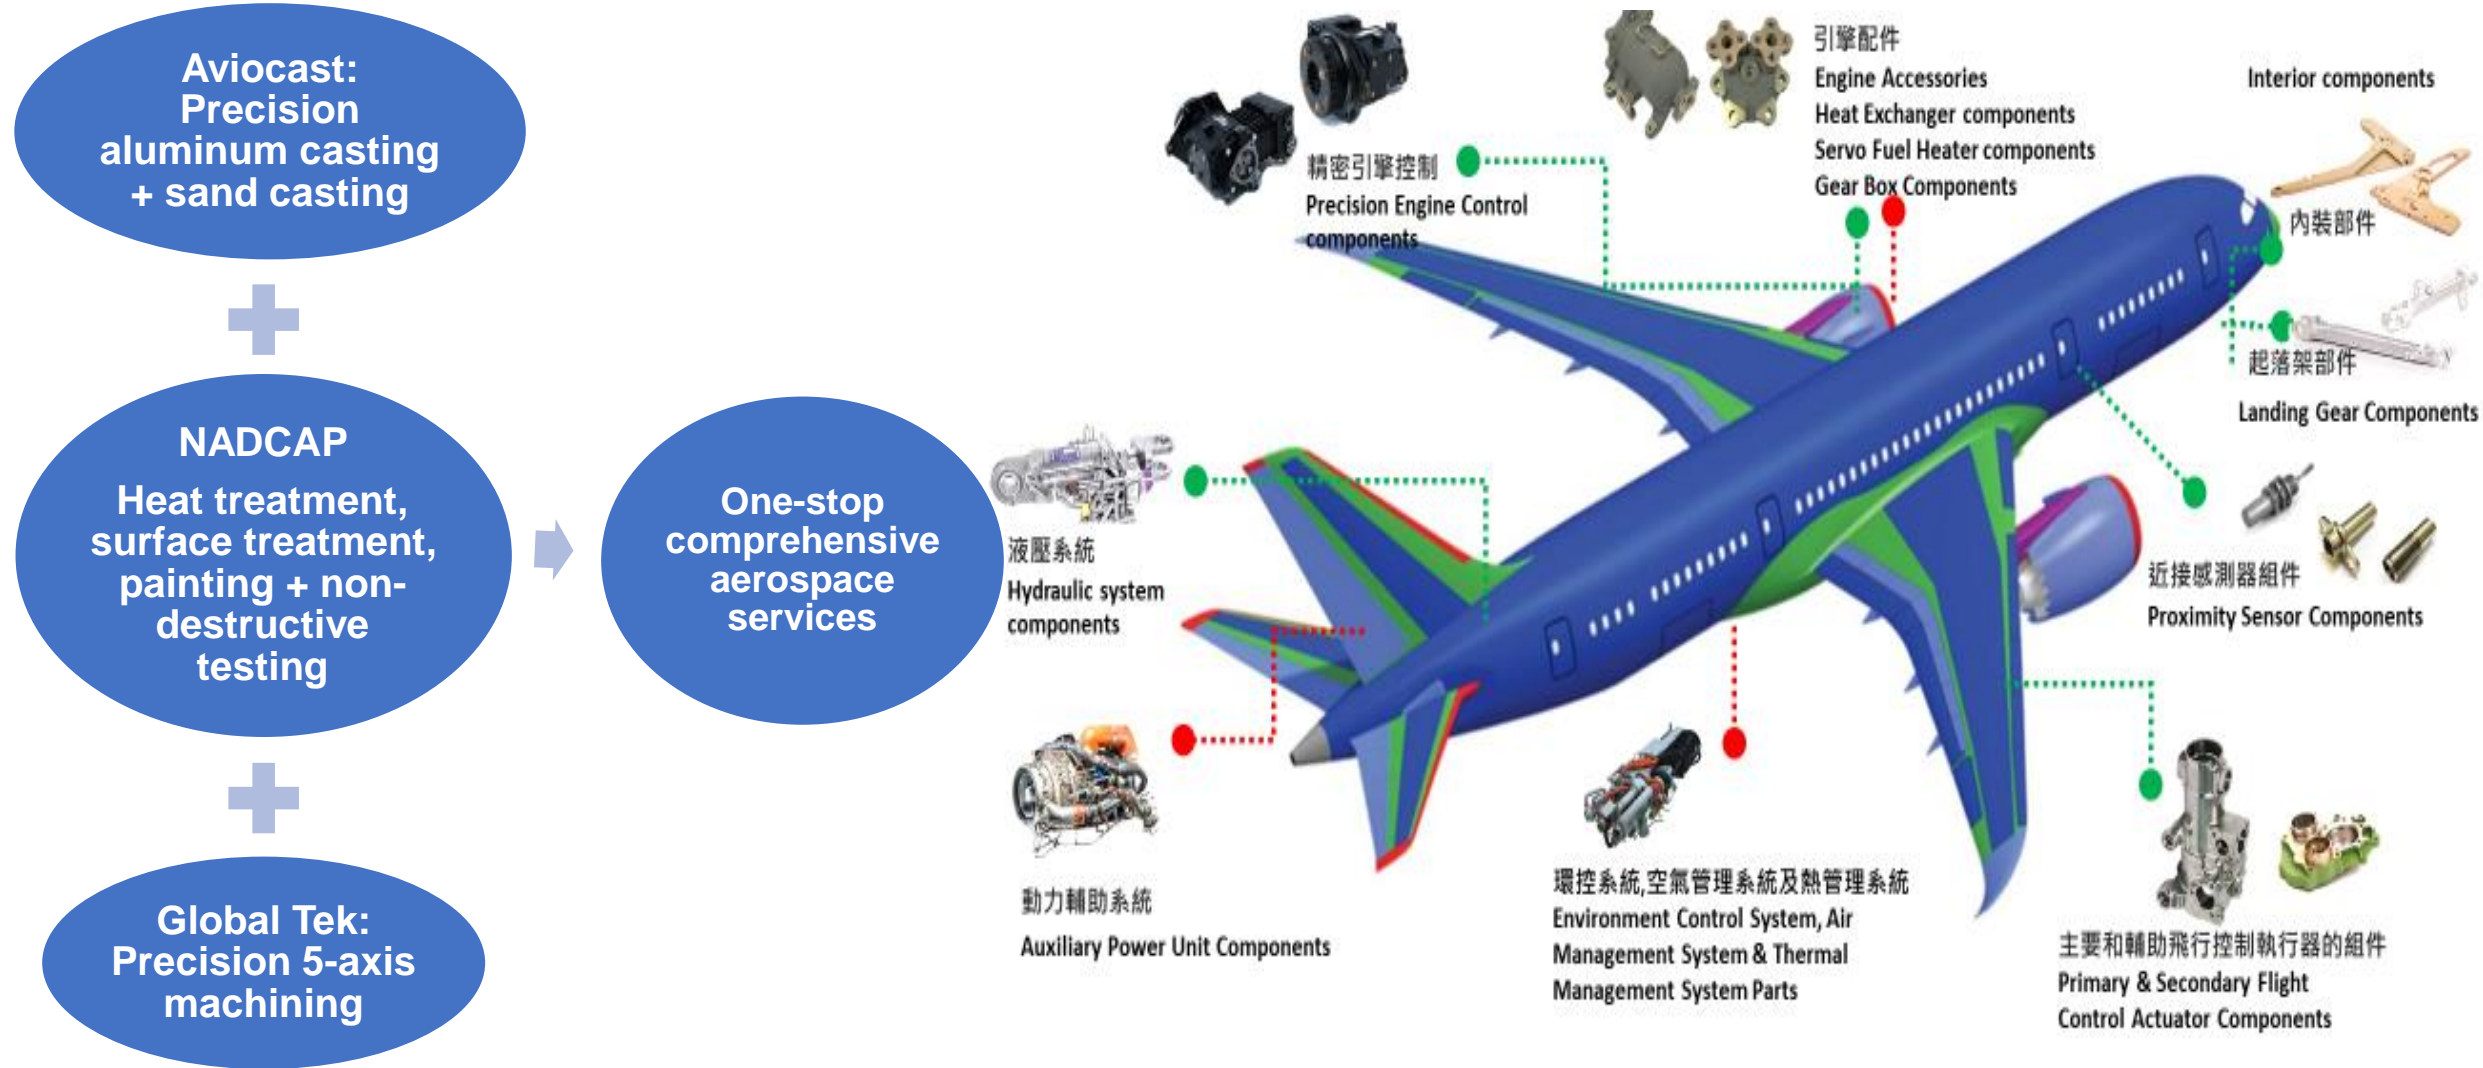 Aviocast:
Precision
aluminum casting
+ sand casting
NADCAP
Heat treatment,
surface treatment,
painting + non-
destructive
testing
Global Tek:
Precision 5-axis
machining
One-stop
comprehensive
aerospace
services
精密引擎控制
Precision Engine Control
components
引擎配件
Engine Accessories
Heat Exchanger components
Servo Fuel Heater components
Gear Box Components
Interior components
內裝部件
起落架部件
Landing Gear Components
近接感測器組件
Proximity Sensor Components
液壓系統
Hydraulic system
components
動力輔助系統
Auxiliary Power Unit Components
環控系統,空氣管理系統及熱管理系統
Environment Control System, Air
Management System & Thermal
Management System Parts
主要和輔助飛行控制執行器的組件
Primary & Secondary Flight
Control Actuator Components